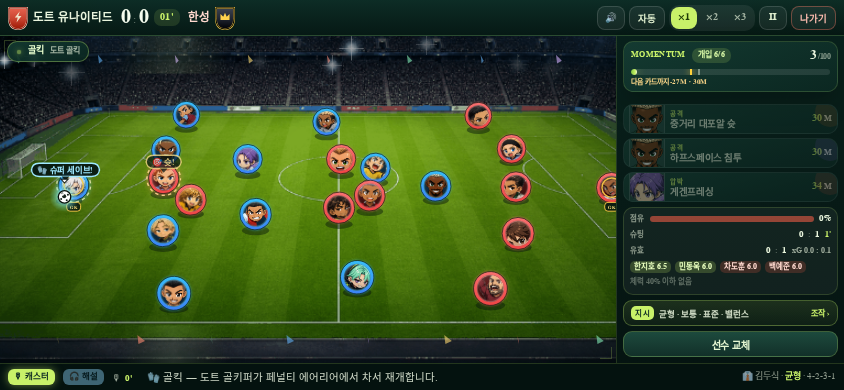 도트 유나이티드 0 : 0 01' 한성
자동 ×1 ×2 ×3 II 나가기
골킥 도트 골킥
슈퍼 세이브!
슛!
GK
GK
MOMENTUM 개입 6/6 3 /100
다음 카드까지 -27M · 30M
공격
중거리 대포알 슛 30 M
공격
하프스페이스 침투 30 M
압박
게겐프레싱 34 M
점유 0%
슈팅 0 : 1 1'
유효 0 : 1 xG 0.0 : 0.1
한지호 6.5 민동욱 6.0 차도훈 6.0 백예준 6.0
체력 40% 이하 없음
지시 균형 · 보통 · 표준 · 밸런스 조작 ›
선수 교체
캐스터 해설 0' 골킥 — 도트 골키퍼가 페널티 에어리어에서 차서 재개합니다.
김두식 · 균형 · 4-2-3-1